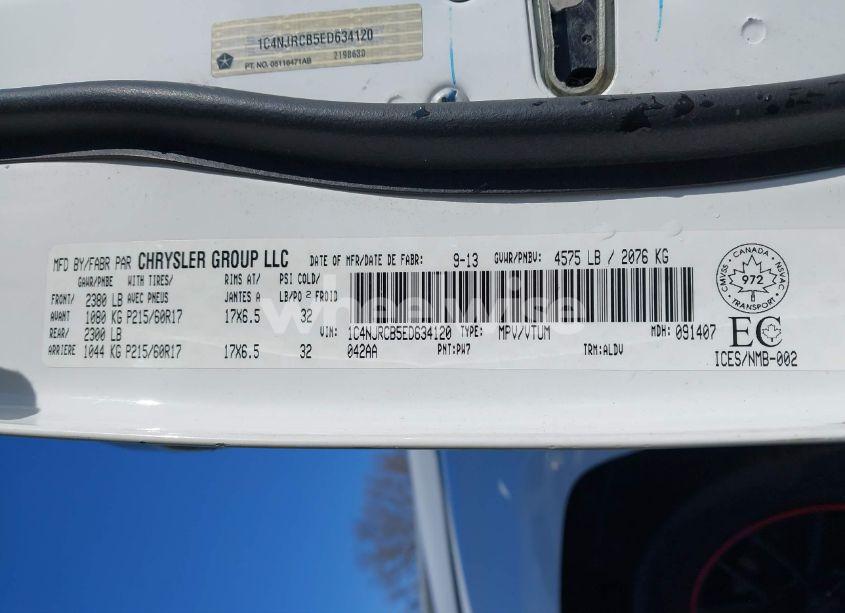 1C4NJRCB5ED634120
PT. NO. 05116471AB 2198630
MFD BY/FABR PAR CHRYSLER GROUP LLC DATE OF MFR/DATE DE FABR: 9-13 GVWR/PNBV: 4575 LB / 2076 KG
GAWR/PNBE WITH TIRES/ RIMS AT/ PSI COLD/
FRONT/ 2380 LB AVEC PNEUS JANTES A LB/PO 2 FROID
AVANT 1080 KG P215/60R17 17X6.5 32
REAR/ 2300 LB
ARRIERE 1044 KG P215/60R17 17X6.5 32
VIN: 1C4NJRCB5ED634120 TYPE: MPV/VTUM MDH: 091407
042AA PNT:PW7 TRM:ALDV
CANADA
CMVSS NSVAC
972
TRANSPORT
EC
ICES/NMB-002
wheelwise